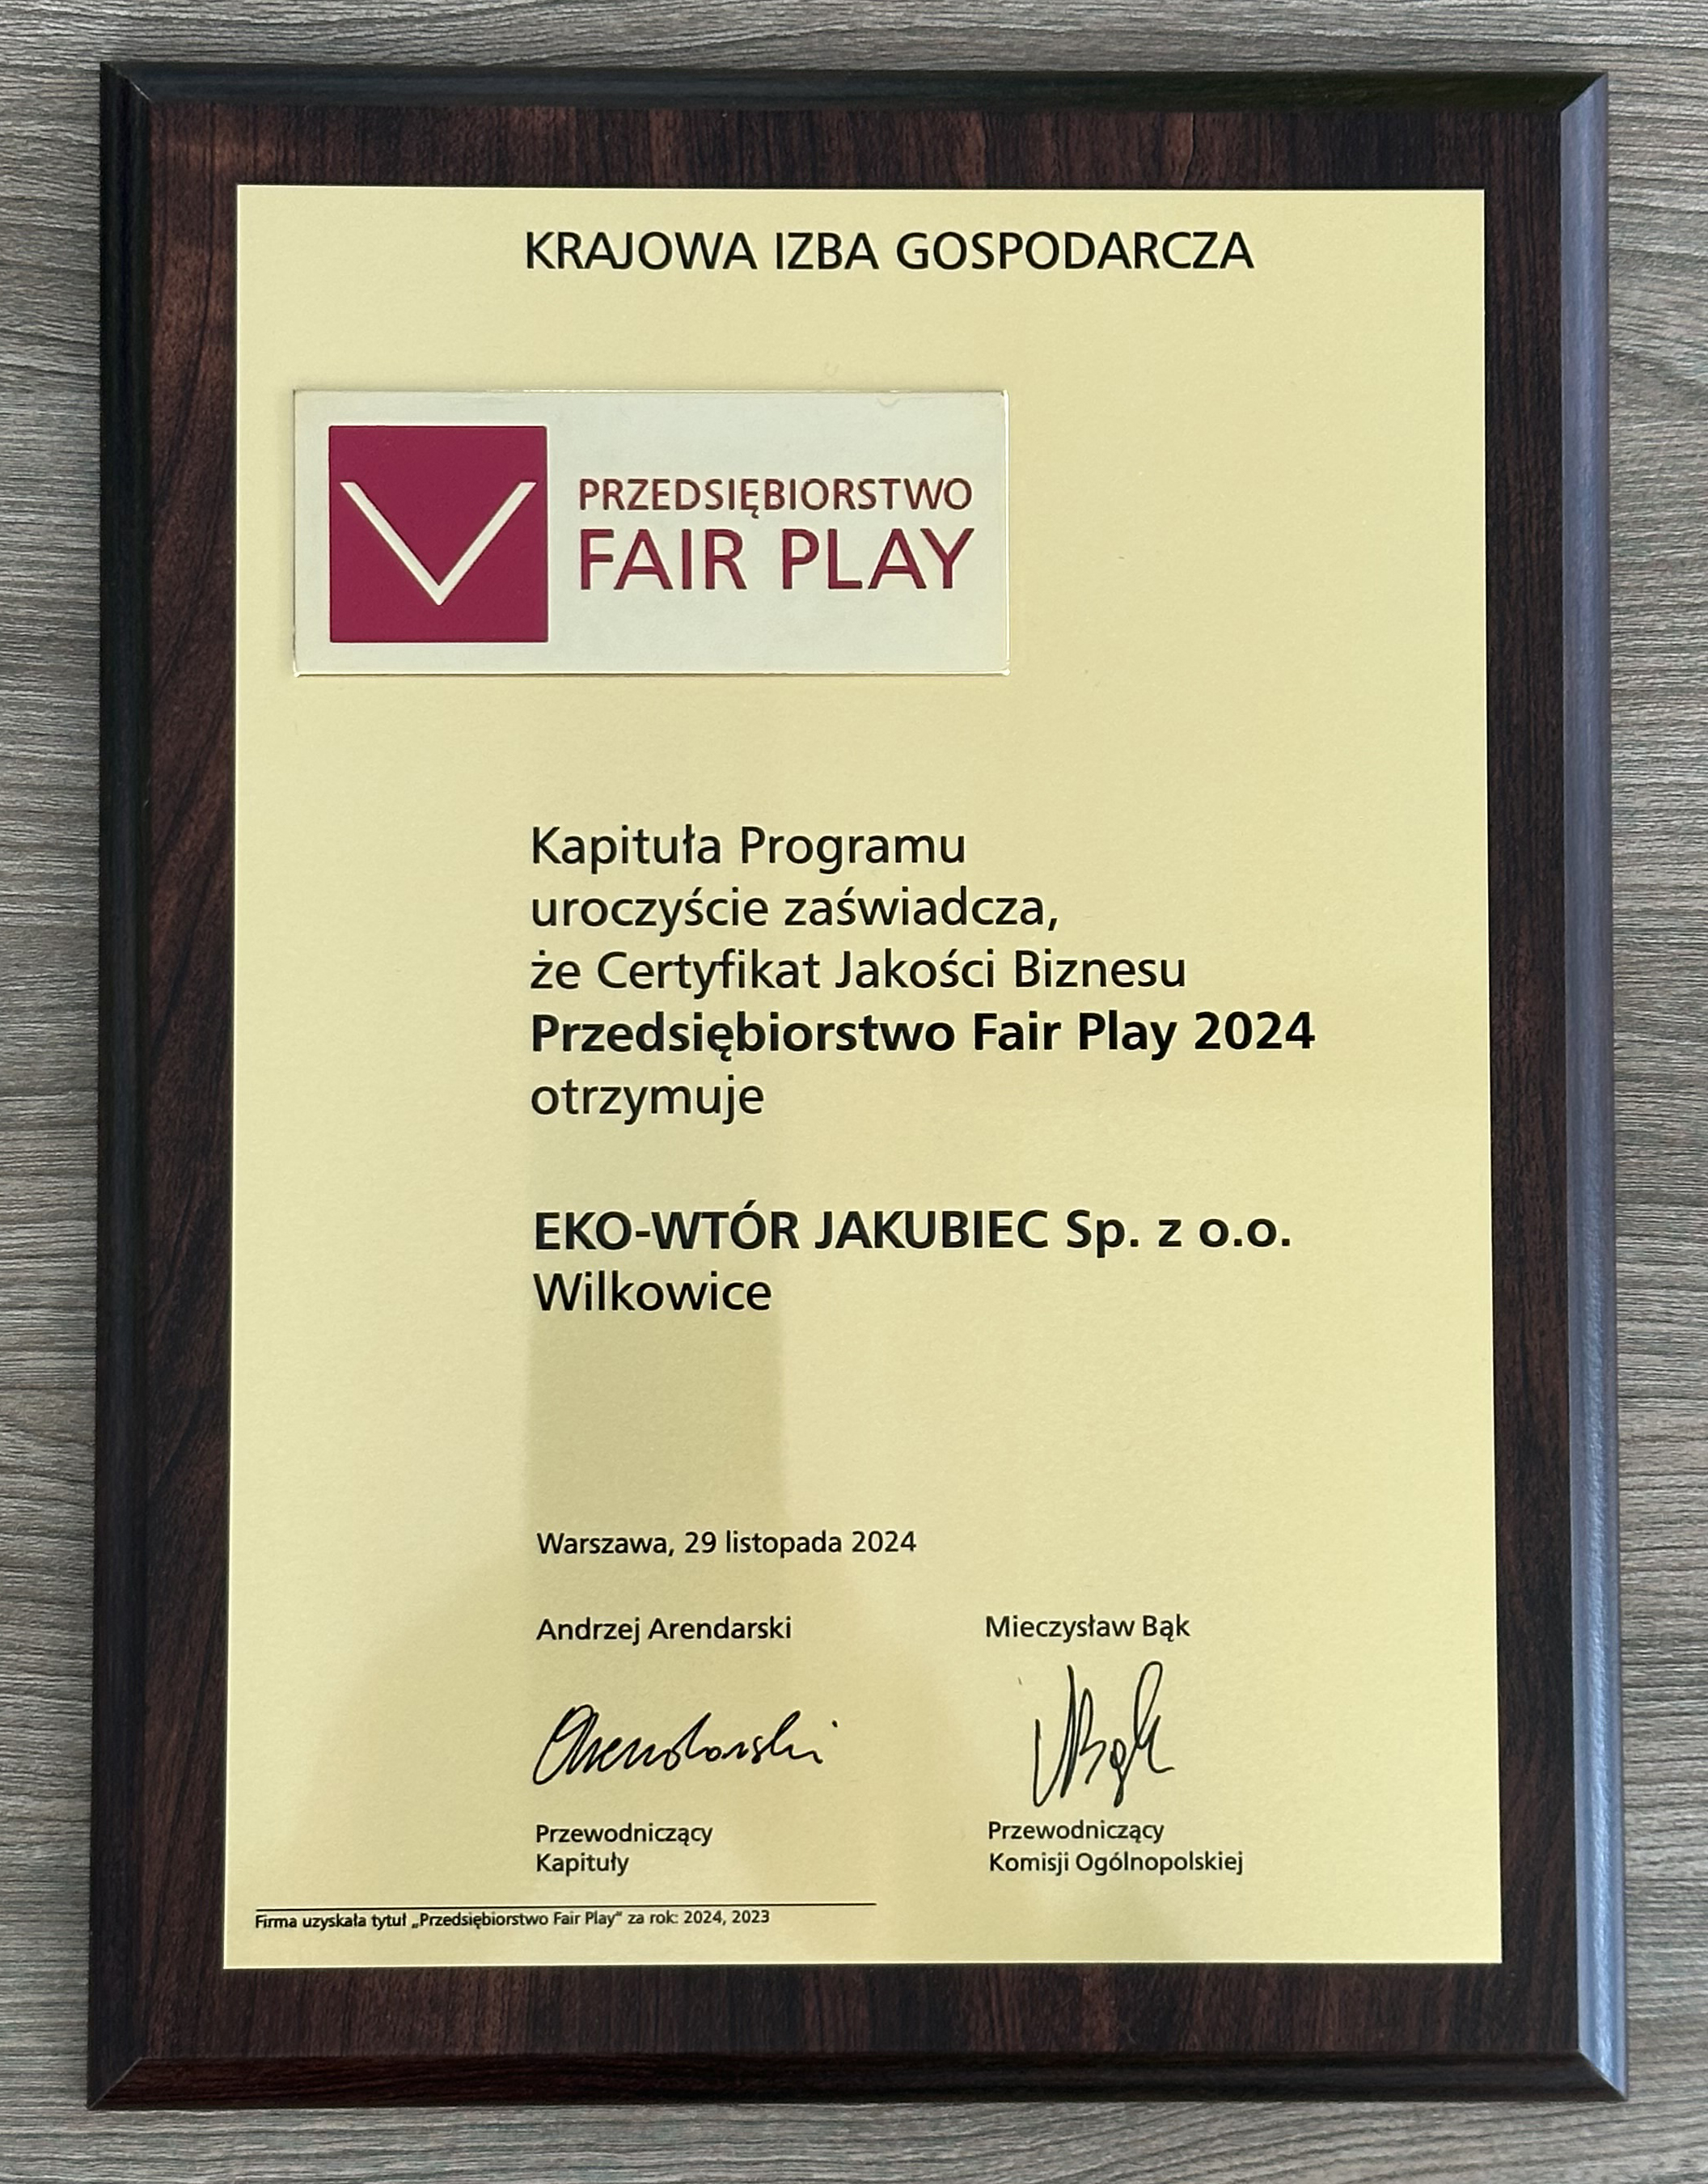 KRAJOWA IZBA GOSPODARCZA
PRZEDSIĘBIORSTWO
FAIR PLAY
Kapituła Programu
uroczyście zaświadcza,
że Certyfikat Jakości Biznesu
Przedsiębiorstwo Fair Play 2024
otrzymuje
EKO-WTÓR JAKUBIEC Sp. z o.o.
Wilkowice
Warszawa, 29 listopada 2024
Andrzej Arendarski
Mieczysław Bąk
Arendarski
MBąk
Przewodniczący
Kapituły
Przewodniczący
Komisji Ogólnopolskiej
Firma uzyskała tytuł „Przedsiębiorstwo Fair Play" za rok: 2024, 2023